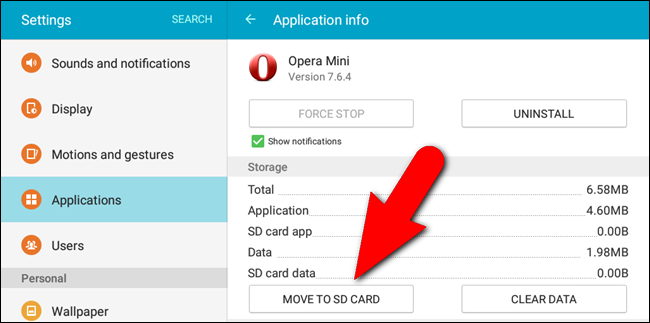 Settings
SEARCH
Sounds and notifications
Display
Motions and gestures
Applications
Users
Personal
Wallpaper
Application info
Opera Mini
Version 7.6.4
FORCE STOP
UNINSTALL
Show notifications
Storage
Total 6.58MB
Application 4.60MB
SD card app 0.00B
Data 1.98MB
SD card data 0.00B
MOVE TO SD CARD
CLEAR DATA